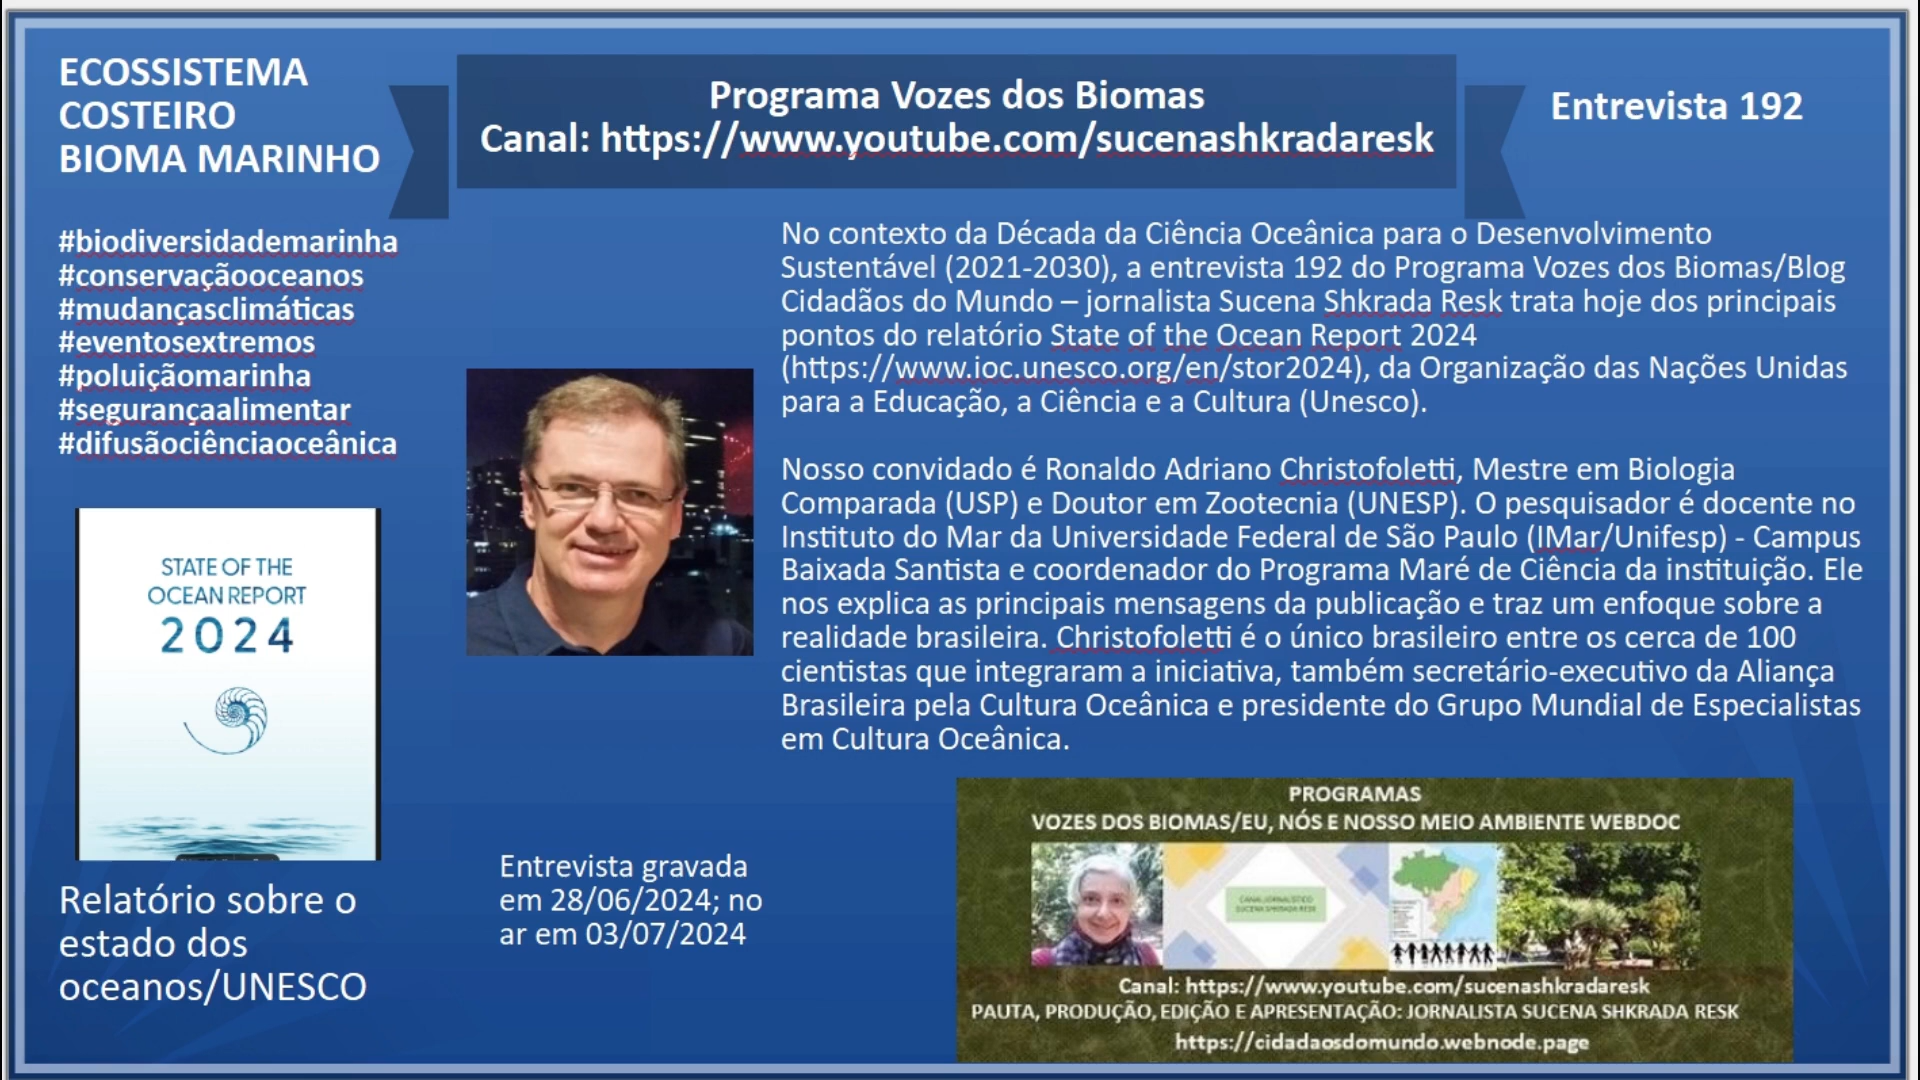 ECOSSISTEMA
COSTEIRO
BIOMA MARINHO
Programa Vozes dos Biomas
Canal: https://www.youtube.com/sucenashkradaresk
Entrevista 192
#biodiversidademarinha
#conservaçãooceanos
#mudançasclimáticas
#eventosextremos
#poluiçãomarinha
#segurançaalimentar
#difusãociênciaoceânica
STATE OF THE
OCEAN REPORT
2024
Relatório sobre o
estado dos
oceanos/UNESCO
Entrevista gravada
em 28/06/2024; no
ar em 03/07/2024
No contexto da Década da Ciência Oceânica para o Desenvolvimento
Sustentável (2021-2030), a entrevista 192 do Programa Vozes dos Biomas/Blog
Cidadãos do Mundo – jornalista Sucena Shkrada Resk trata hoje dos principais
pontos do relatório State of the Ocean Report 2024
(https://www.ioc.unesco.org/en/stor2024), da Organização das Nações Unidas
para a Educação, a Ciência e a Cultura (Unesco).
Nosso convidado é Ronaldo Adriano Christofoletti, Mestre em Biologia
Comparada (USP) e Doutor em Zootecnia (UNESP). O pesquisador é docente no
Instituto do Mar da Universidade Federal de São Paulo (IMar/Unifesp) - Campus
Baixada Santista e coordenador do Programa Maré de Ciência da instituição. Ele
nos explica as principais mensagens da publicação e traz um enfoque sobre a
realidade brasileira. Christofoletti é o único brasileiro entre os cerca de 100
cientistas que integraram a iniciativa, também secretário-executivo da Aliança
Brasileira pela Cultura Oceânica e presidente do Grupo Mundial de Especialistas
em Cultura Oceânica.
PROGRAMAS
VOZES DOS BIOMAS/EU, NÓS E NOSSO MEIO AMBIENTE WEBDOC
CANAL JORNALÍSTICO
SUCENA SHKRADA RESK
Canal: https://www.youtube.com/sucenashkradaresk
PAUTA, PRODUÇÃO, EDIÇÃO E APRESENTAÇÃO: JORNALISTA SUCENA SHKRADA RESK
https://cidadaosdomundo.webnode.page